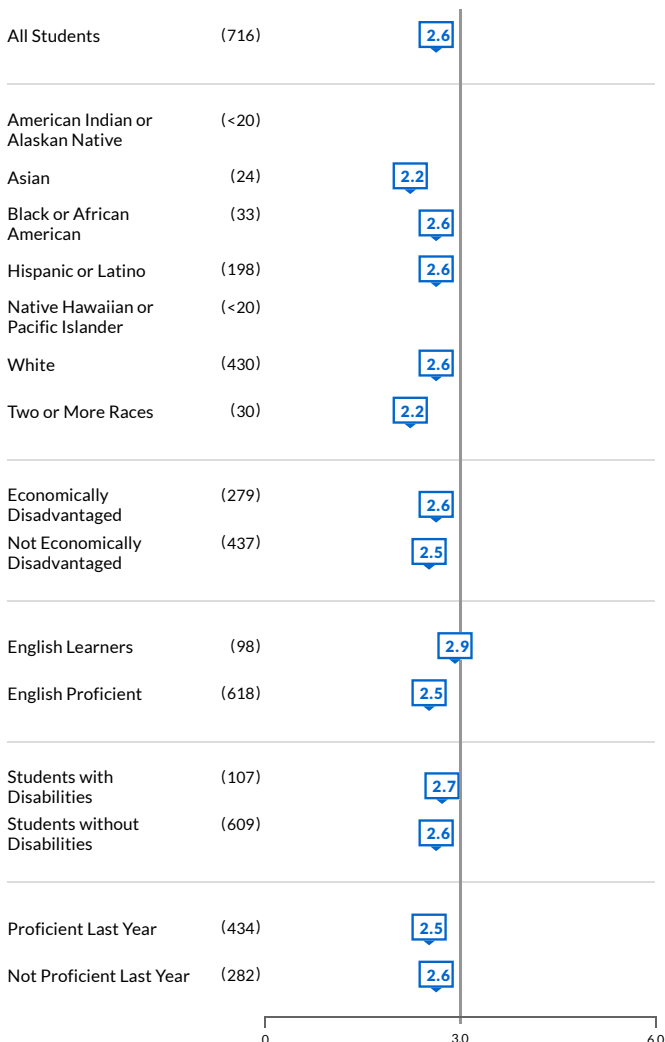 All Students (716) 2.6
American Indian or (<20)
Alaskan Native
Asian (24) 2.2
Black or African (33) 2.6
American
Hispanic or Latino (198) 2.6
Native Hawaiian or (<20)
Pacific Islander
White (430) 2.6
Two or More Races (30) 2.2
Economically (279) 2.6
Disadvantaged
Not Economically (437) 2.5
Disadvantaged
English Learners (98) 2.9
English Proficient (618) 2.5
Students with (107) 2.7
Disabilities
Students without (609) 2.6
Disabilities
Proficient Last Year (434) 2.5
Not Proficient Last Year (282) 2.6
0 3.0 6.0